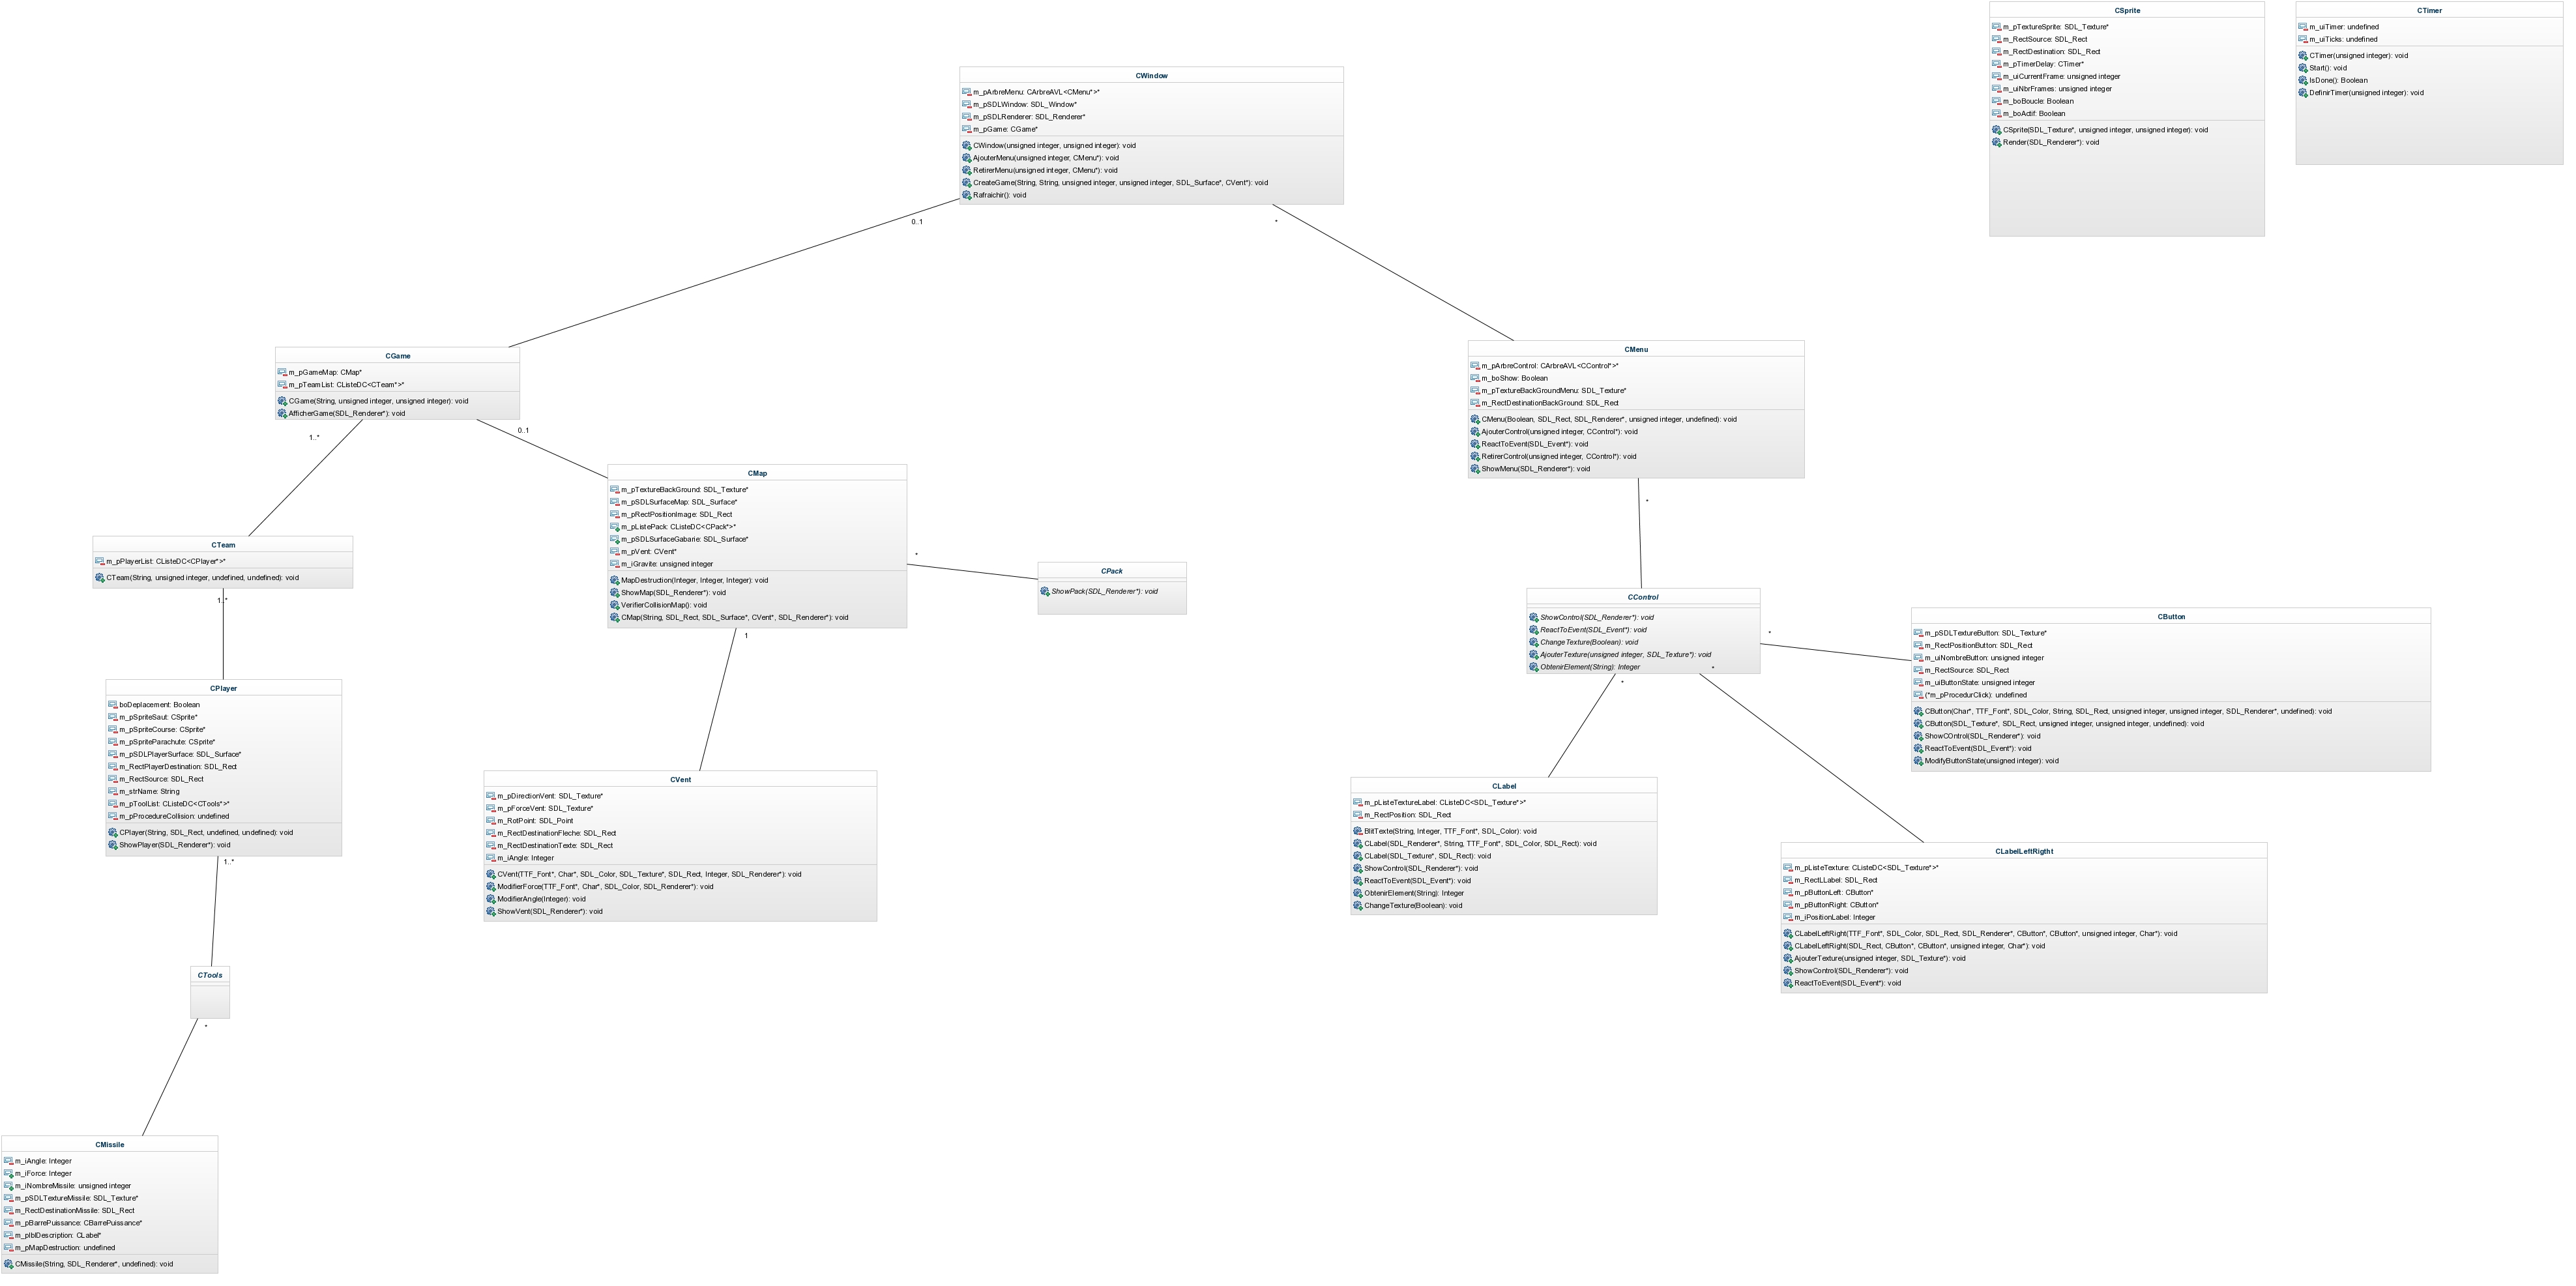 CSprite
m_pTextureSprite: SDL_Texture*
m_RectSource: SDL_Rect
m_RectDestination: SDL_Rect
m_pTimerDelay: CTimer*
m_uiCurrentFrame: unsigned integer
m_uiNbrFrames: unsigned integer
m_boBoucle: Boolean
m_boActif: Boolean
CSprite(SDL_Texture*, unsigned integer, unsigned integer): void
Render(SDL_Renderer*): void
CTimer
m_uiTimer: undefined
m_uiTicks: undefined
CTimer(unsigned integer): void
Start(): void
IsDone(): Boolean
DefinirTimer(unsigned integer): void
CWindow
m_pArbreMenu: CArbreAVL<CMenu*>*
m_pSDLWindow: SDL_Window*
m_pSDLRenderer: SDL_Renderer*
m_pGame: CGame*
CWindow(unsigned integer, unsigned integer): void
AjouterMenu(unsigned integer, CMenu*): void
RetirerMenu(unsigned integer, CMenu*): void
CreateGame(String, String, unsigned integer, unsigned integer, SDL_Surface*, CVent*): void
Rafraichir(): void
0..1
*
CGame
m_pGameMap: CMap*
m_pTeamList: CListeDC<CTeam*>*
CGame(String, unsigned integer, unsigned integer): void
AfficherGame(SDL_Renderer*): void
1..*
0..1
CMenu
m_pArbreControl: CArbreAVL<CControl*>*
m_boShow: Boolean
m_pTextureBackGroundMenu: SDL_Texture*
m_RectDestinationBackGround: SDL_Rect
CMenu(Boolean, SDL_Rect, SDL_Renderer*, unsigned integer, undefined): void
AjouterControl(unsigned integer, CControl*): void
ReactToEvent(SDL_Event*): void
RetirerControl(unsigned integer, CControl*): void
ShowMenu(SDL_Renderer*): void
*
CMap
m_pTextureBackGround: SDL_Texture*
m_pSDLSurfaceMap: SDL_Surface*
m_pRectPositionImage: SDL_Rect
m_pListePack: CListeDC<CPack*>*
m_pSDLSurfaceGabarie: SDL_Surface*
m_pVent: CVent*
m_iGravite: unsigned integer
MapDestruction(Integer, Integer, Integer): void
ShowMap(SDL_Renderer*): void
VerifierCollisionMap(): void
CMap(String, SDL_Rect, SDL_Surface*, CVent*, SDL_Renderer*): void
*
1
CPack
ShowPack(SDL_Renderer*): void
CTeam
m_pPlayerList: CListeDC<CPlayer*>*
CTeam(String, unsigned integer, undefined, undefined): void
1..*
CPlayer
boDeplacement: Boolean
m_pSpriteSaut: CSprite*
m_pSpriteCourse: CSprite*
m_pSpriteParachute: CSprite*
m_pSDLPlayerSurface: SDL_Surface*
m_RectPlayerDestination: SDL_Rect
m_RectSource: SDL_Rect
m_strName: String
m_pToolList: CListeDC<CTools*>*
m_pProcedureCollision: undefined
CPlayer(String, SDL_Rect, undefined, undefined): void
ShowPlayer(SDL_Renderer*): void
1..*
CControl
ShowControl(SDL_Renderer*): void
ReactToEvent(SDL_Event*): void
ChangeTexture(Boolean): void
AjouterTexture(unsigned integer, SDL_Texture*): void
ObtenirElement(String): Integer
*
*
*
CButton
m_pSDLTextureButton: SDL_Texture*
m_RectPositionButton: SDL_Rect
m_uiNombreButton: unsigned integer
m_RectSource: SDL_Rect
m_uiButtonState: unsigned integer
(*m_pProcedurClick): undefined
CButton(Char*, TTF_Font*, SDL_Color, String, SDL_Rect, unsigned integer, unsigned integer, SDL_Renderer*, undefined): void
CButton(SDL_Texture*, SDL_Rect, unsigned integer, unsigned integer, undefined): void
ShowCOntrol(SDL_Renderer*): void
ReactToEvent(SDL_Event*): void
ModifyButtonState(unsigned integer): void
CVent
m_pDirectionVent: SDL_Texture*
m_pForceVent: SDL_Texture*
m_RotPoint: SDL_Point
m_RectDestinationFleche: SDL_Rect
m_RectDestinationTexte: SDL_Rect
m_iAngle: Integer
CVent(TTF_Font*, Char*, SDL_Color, SDL_Texture*, SDL_Rect, Integer, SDL_Renderer*): void
ModifierForce(TTF_Font*, Char*, SDL_Color, SDL_Renderer*): void
ModifierAngle(Integer): void
ShowVent(SDL_Renderer*): void
CLabel
m_pListeTextureLabel: CListeDC<SDL_Texture*>*
m_RectPosition: SDL_Rect
BlitTexte(String, Integer, TTF_Font*, SDL_Color): void
CLabel(SDL_Renderer*, String, TTF_Font*, SDL_Color, SDL_Rect): void
CLabel(SDL_Texture*, SDL_Rect): void
ShowControl(SDL_Renderer*): void
ReactToEvent(SDL_Event*): void
ObtenirElement(String): Integer
ChangeTexture(Boolean): void
CLabelLeftRigtht
m_pListeTexture: CListeDC<SDL_Texture*>*
m_RectLLabel: SDL_Rect
m_pButtonLeft: CButton*
m_pButtonRight: CButton*
m_iPositionLabel: Integer
CLabelLeftRight(TTF_Font*, SDL_Color, SDL_Rect, SDL_Renderer*, CButton*, CButton*, unsigned integer, Char*): void
CLabelLeftRight(SDL_Rect, CButton*, CButton*, unsigned integer, Char*): void
AjouterTexture(unsigned integer, SDL_Texture*): void
ShowControl(SDL_Renderer*): void
ReactToEvent(SDL_Event*): void
CTools
*
CMissile
m_iAngle: Integer
m_iForce: Integer
m_iNombreMissile: unsigned integer
m_pSDLTextureMissile: SDL_Texture*
m_RectDestinationMissile: SDL_Rect
m_pBarrePuissance: CBarrePuissance*
m_plblDescription: CLabel*
m_pMapDestruction: undefined
CMissile(String, SDL_Renderer*, undefined): void